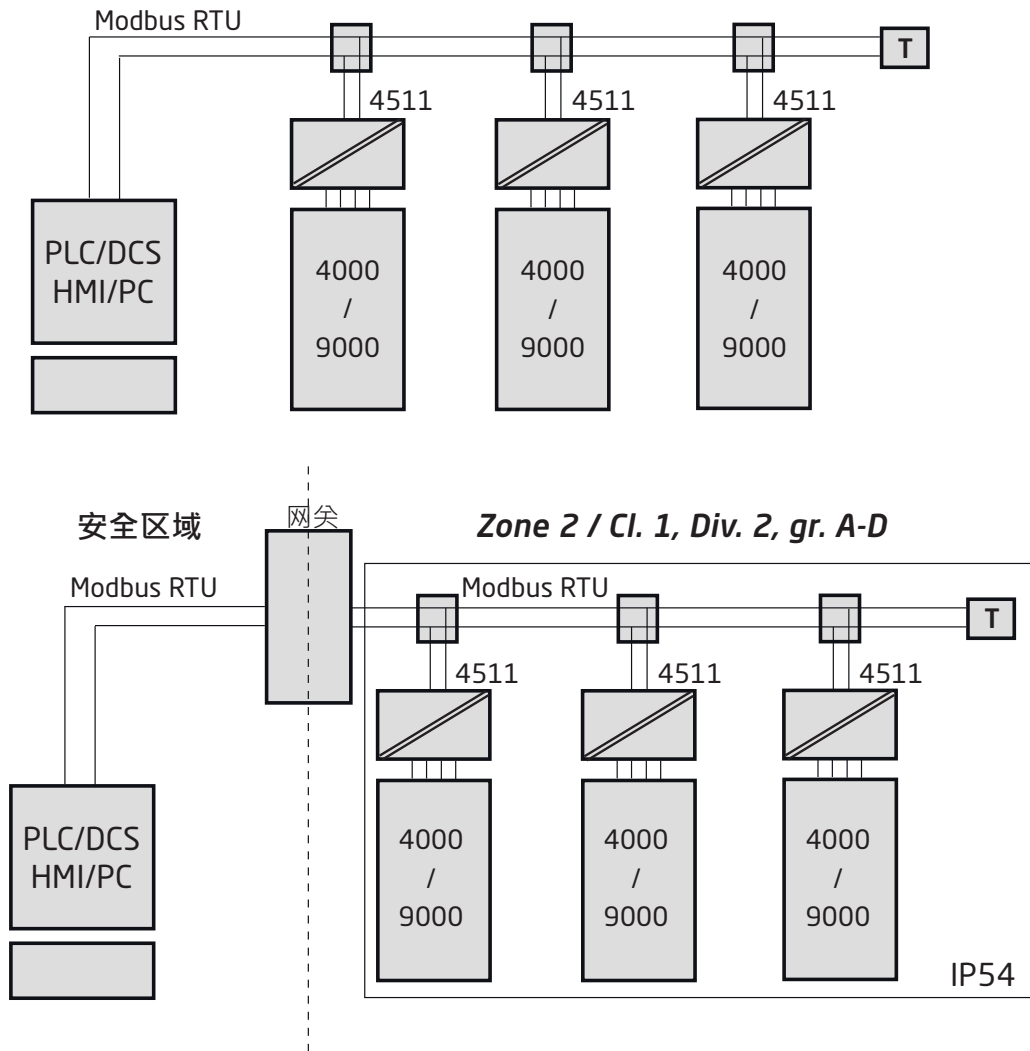 Modbus RTU
T
4511
4511
4511
PLC/DCS
HMI/PC
4000
/
9000
4000
/
9000
4000
/
9000
安全区域
网关
Zone 2 / Cl. 1, Div. 2, gr. A-D
Modbus RTU
Modbus RTU
T
4511
4511
4511
PLC/DCS
HMI/PC
4000
/
9000
4000
/
9000
4000
/
9000
IP54